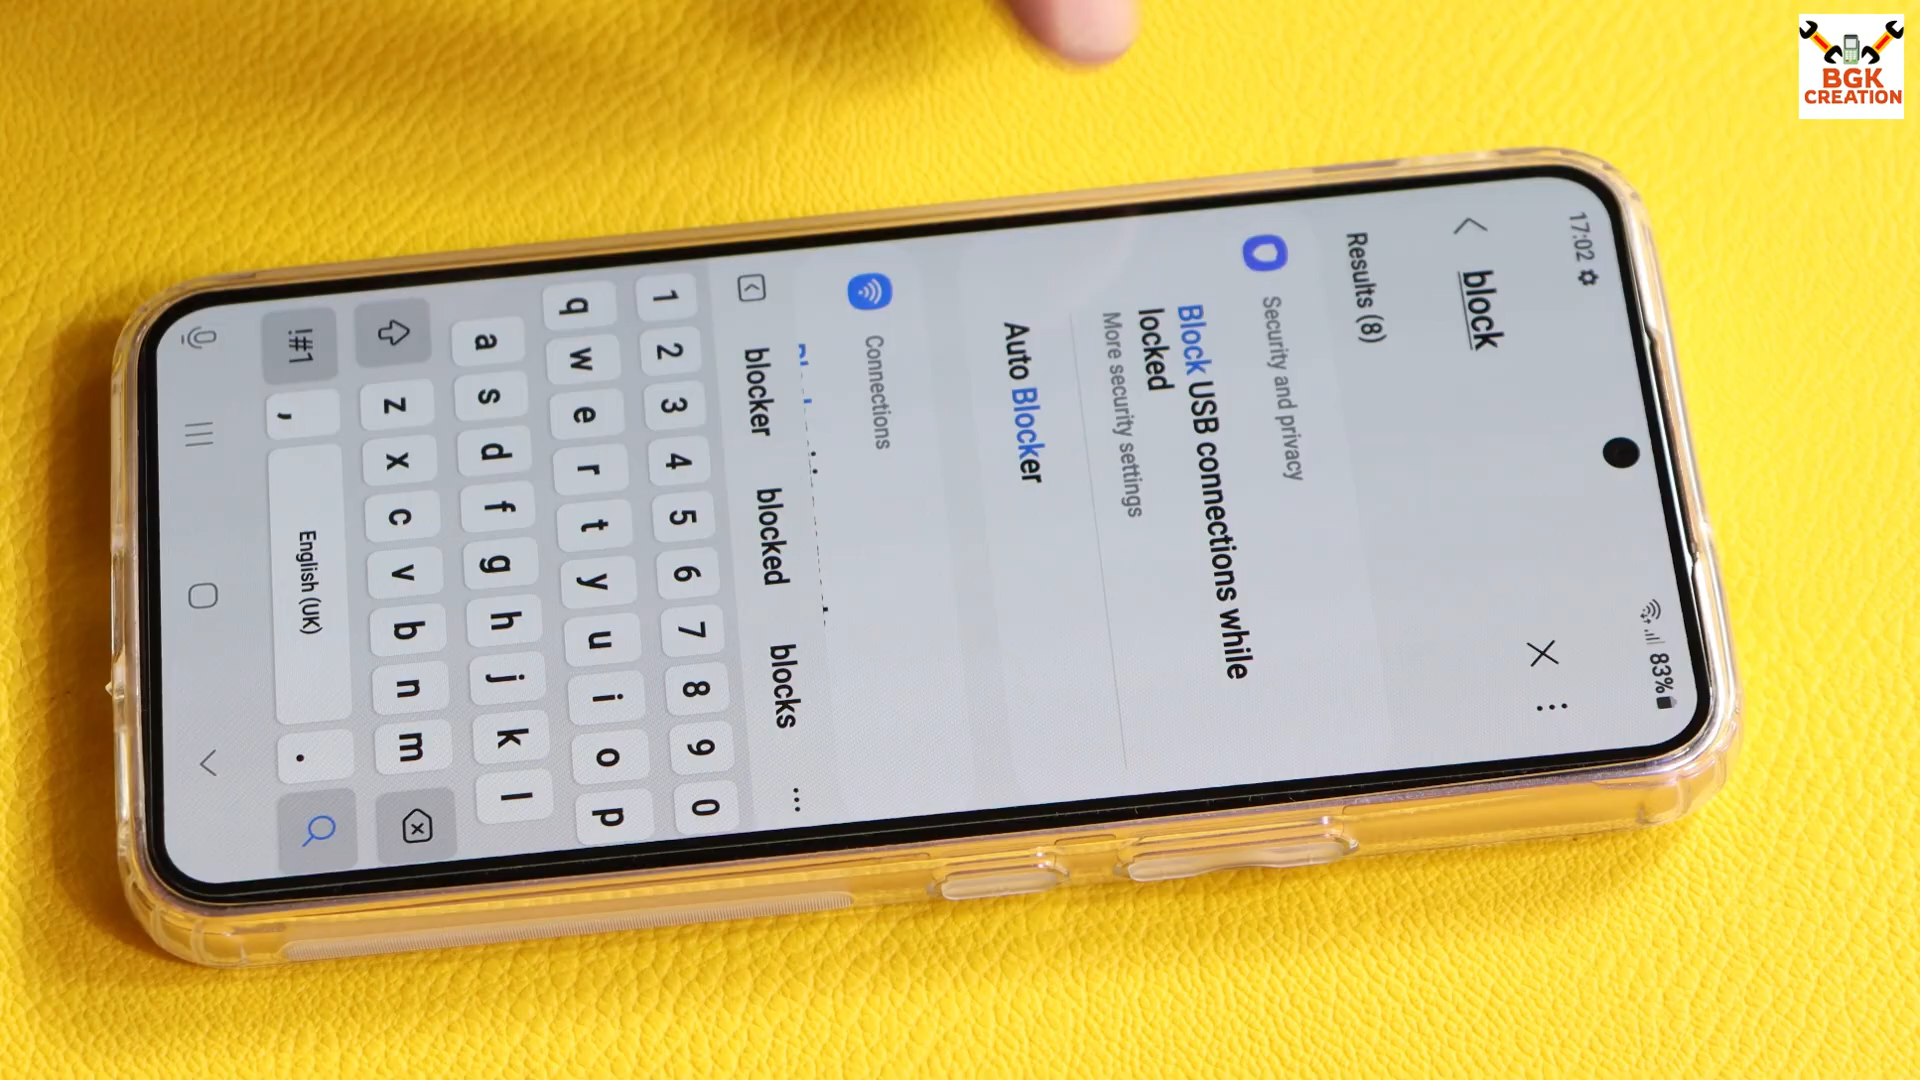 BGK
CREATION
17:02
83%
block
Results (8)
Security and privacy
Block USB connections while
locked
More security settings
Auto Blocker
Connections
blocker blocked blocks ...
1 2 3 4 5 6 7 8 9 0
q w e r t y u i o p
a s d f g h j k l
z x c v b n m
!#1 , English (UK) .